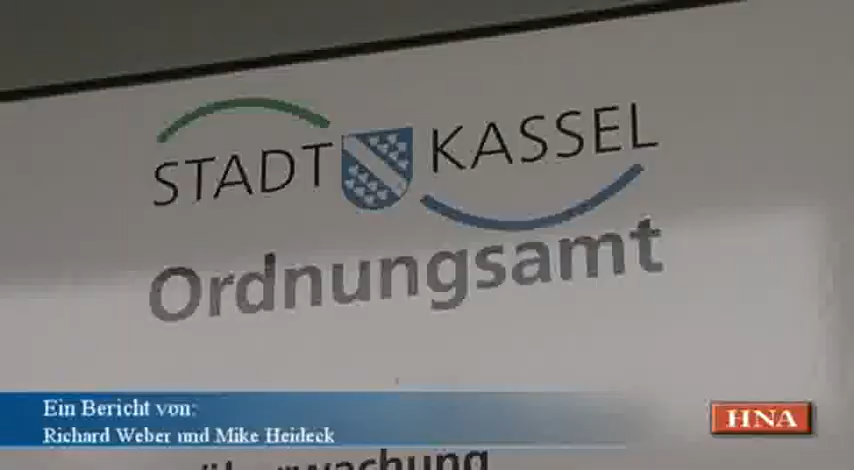 STADT KASSEL
Ordnungsamt
Ein Bericht von:
Richard Weber und Mike Heideck
HNA